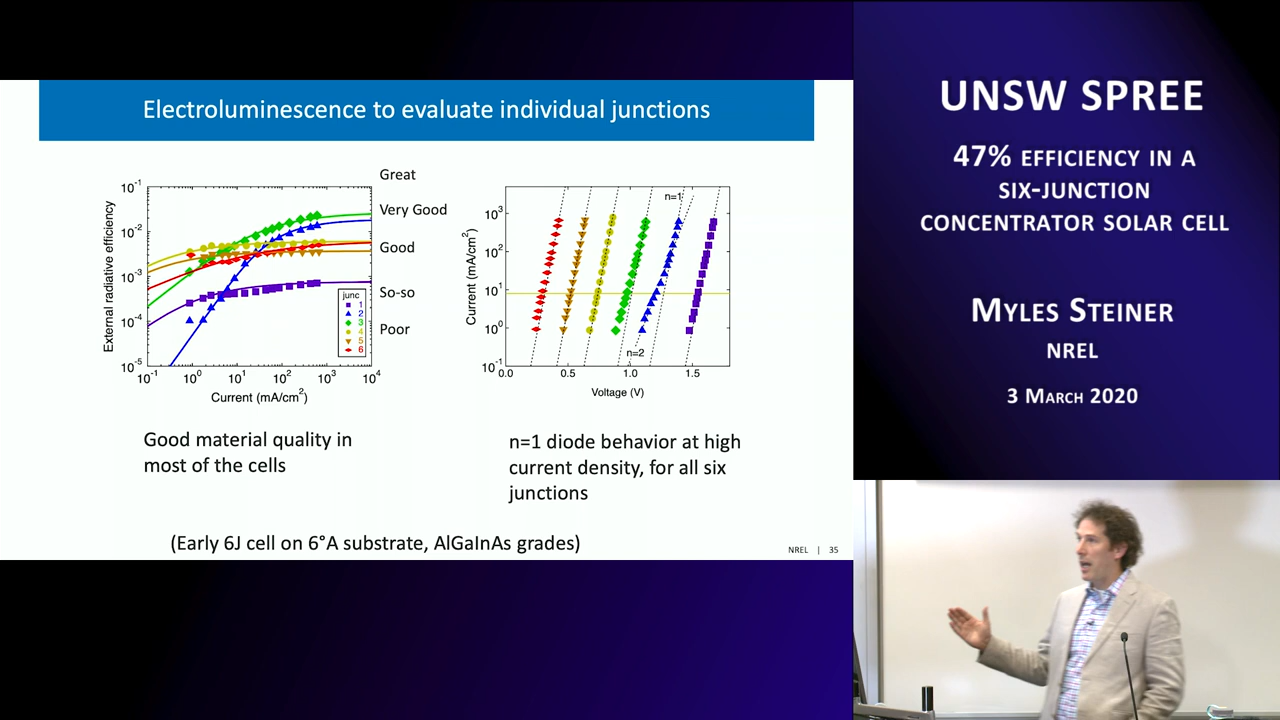 Electroluminescence to evaluate individual junctions
External radiative efficiency
10⁻¹
10⁻²
10⁻³
10⁻⁴
10⁻⁵
10⁻¹ 10⁰ 10¹ 10² 10³ 10⁴
Current (mA/cm²)
junc
1
2
3
4
5
6
Great
Very Good
Good
So-so
Poor
Current (mA/cm²)
10³
10²
10¹
10⁰
10⁻¹
n=1
n=2
0.0 0.5 1.0 1.5
Voltage (V)
Good material quality in
most of the cells
n=1 diode behavior at high
current density, for all six
junctions
(Early 6J cell on 6°A substrate, AlGaInAs grades)
NREL | 35
UNSW SPREE
47% EFFICIENCY IN A
SIX-JUNCTION
CONCENTRATOR SOLAR CELL
MYLES STEINER
NREL
3 MARCH 2020